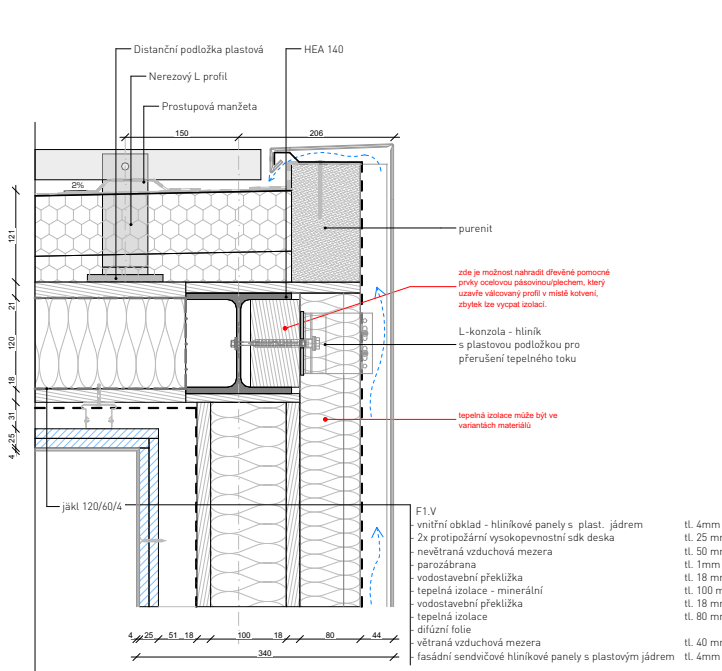 Distanční podložka plastová
HEA 140
Nerezový L profil
Prostupová manžeta
150
206
2%
121
21
120
18
31
25
4
purenit
zde je možnost nahradit dřevěné pomocné
prvky ocelovou pásovinou/plechem, který
uzavře válcovaný profil v místě kotvení,
zbytek lze vycpat izolací.
L-konzola - hliník
s plastovou podložkou pro
přerušení tepelného toku
tepelná izolace může být ve
variantách materiálů
jäkl 120/60/4
F1.V
- vnitřní obklad - hliníkové panely s plast. jádrem tl. 4mm
- 2x protipožární vysokopevnostní sdk deska tl. 25 mm
- nevětraná vzduchová mezera tl. 50 mm
- parozábrana tl. 1mm
- vodostavební překližka tl. 18 mm
- tepelná izolace - minerální tl. 100 m
- vodostavební překližka tl. 18 mm
- tepelná izolace tl. 80 mm
- difúzní folie
- větraná vzduchová mezera tl. 40 mm
- fasádní sendvičové hliníkové panely s plastovým jádrem tl. 4mm
4 25 51 18 100 18 80 44
340